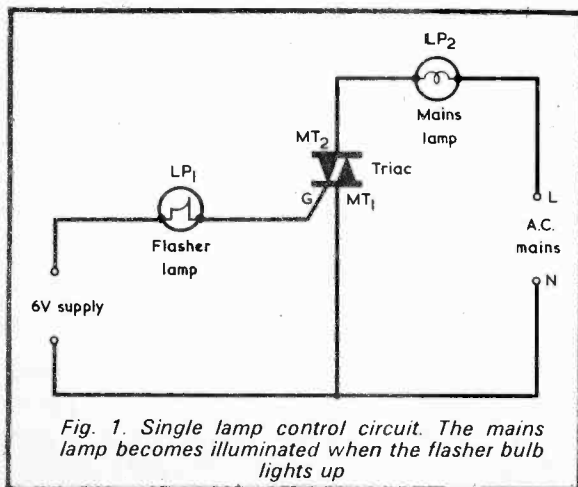 LP2
Mains
lamp
MT2
Triac
LP1
G
MT1
L
A.C.
mains
Flasher
lamp
N
6V supply
Fig. 1. Single lamp control circuit. The mains
lamp becomes illuminated when the flasher bulb
lights up